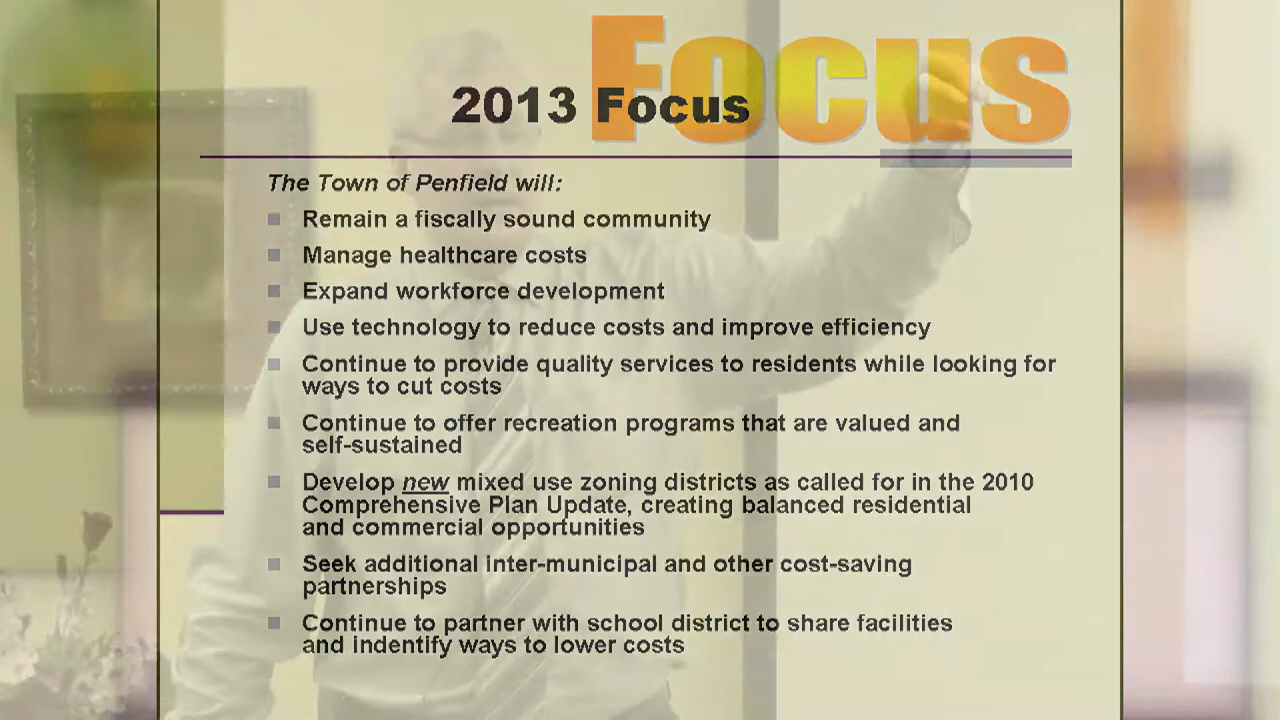 Focus
2013 Focus
The Town of Penfield will:
Remain a fiscally sound community
Manage healthcare costs
Expand workforce development
Use technology to reduce costs and improve efficiency
Continue to provide quality services to residents while looking for
ways to cut costs
Continue to offer recreation programs that are valued and
self-sustained
Develop new mixed use zoning districts as called for in the 2010
Comprehensive Plan Update, creating balanced residential
and commercial opportunities
Seek additional inter-municipal and other cost-saving
partnerships
Continue to partner with school district to share facilities
and indentify ways to lower costs